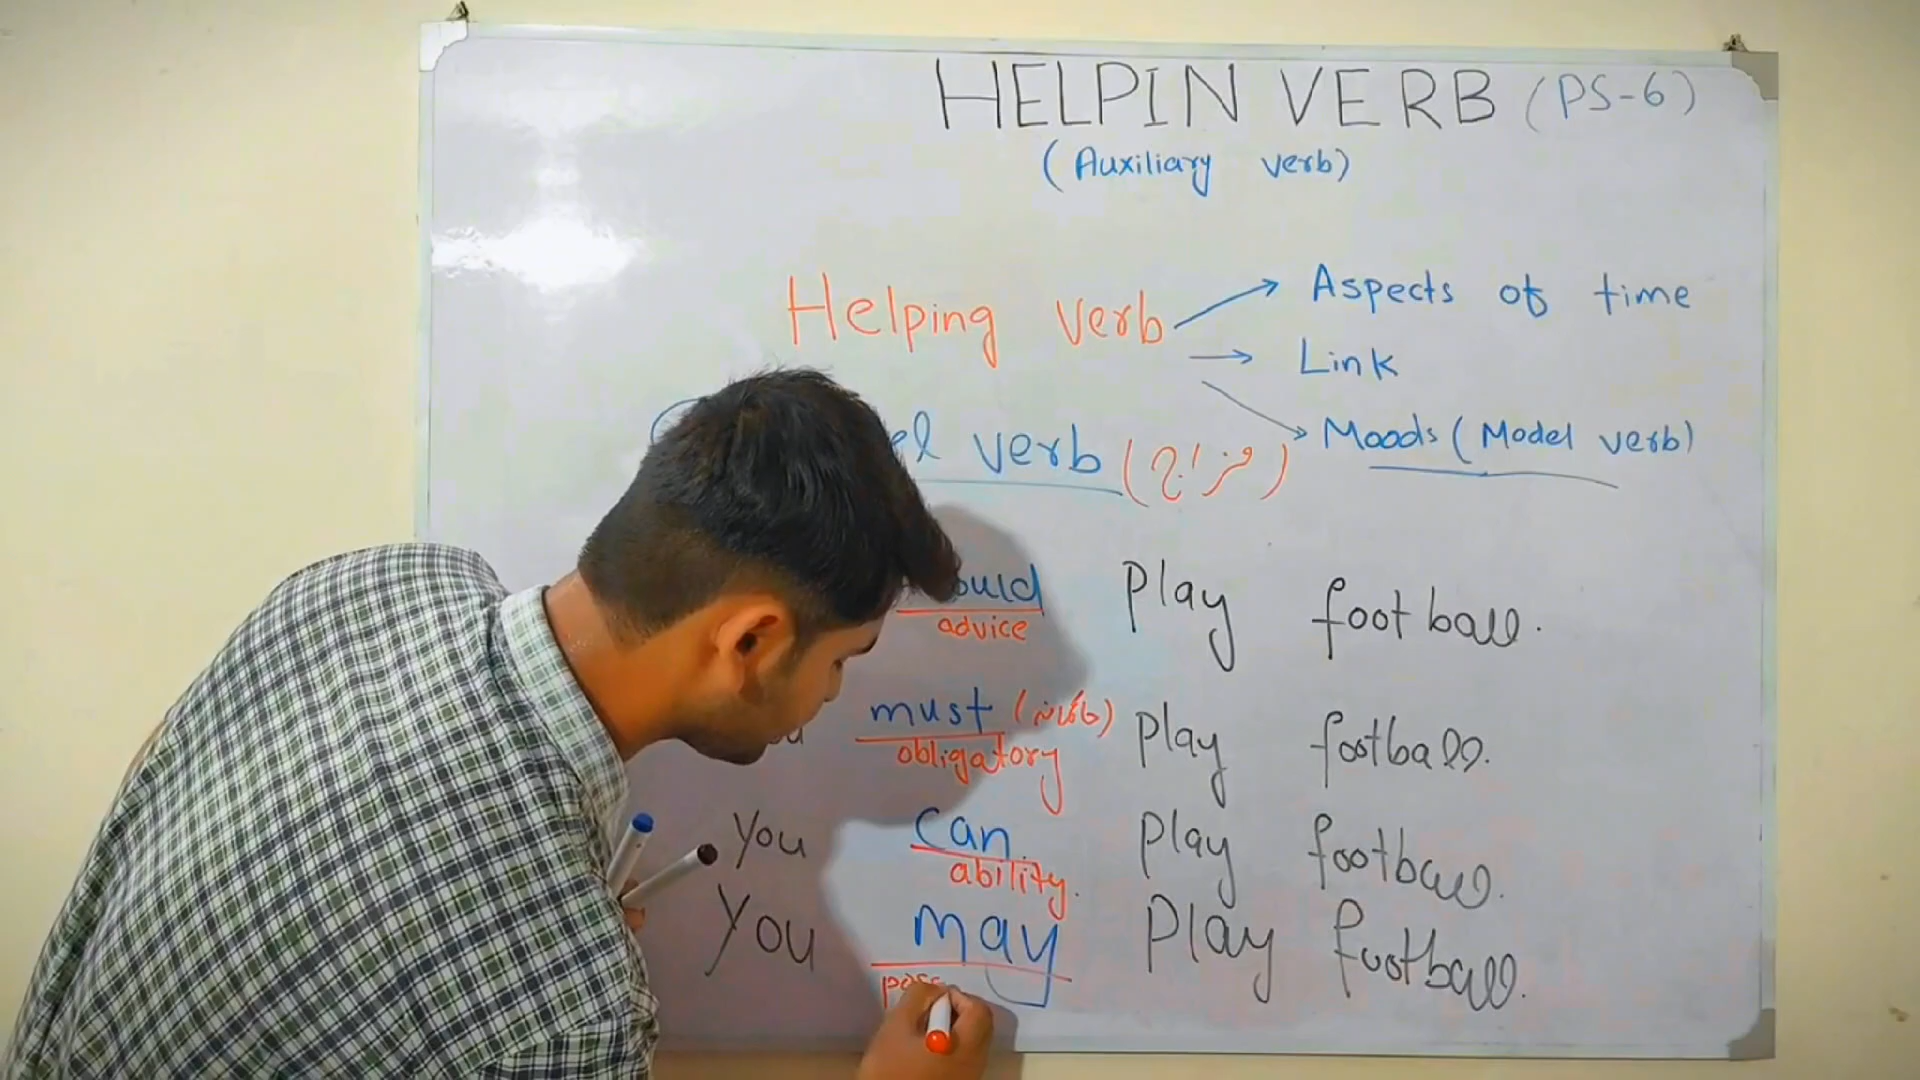 HELPIN VERB (PS-6)
(Auxiliary verb)
Helping verb → Aspects of time
→ Link
→ Moods (Model verb)
verb (مزاج)
play football.
advice
must play football.
obligatory
You can play football.
ability.
You may play football.